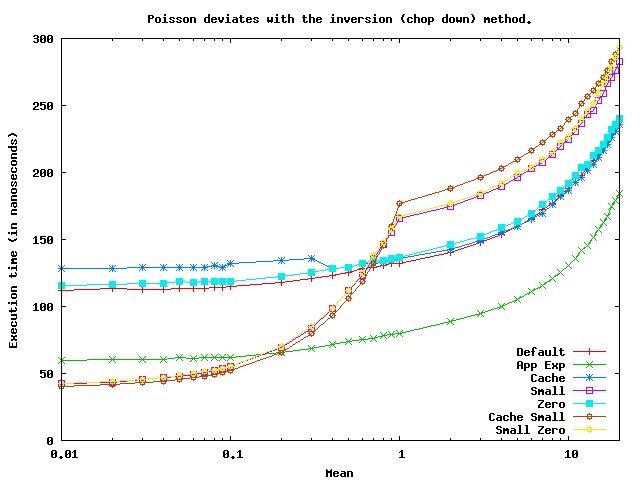 Poisson deviates with the inversion (chop down) method.
300
250
200
150
100
50
0
Execution time (in nanoseconds)
Default
App Exp
Cache
Small
Zero
Cache Small
Small Zero
0.01 0.1 1 10
Mean